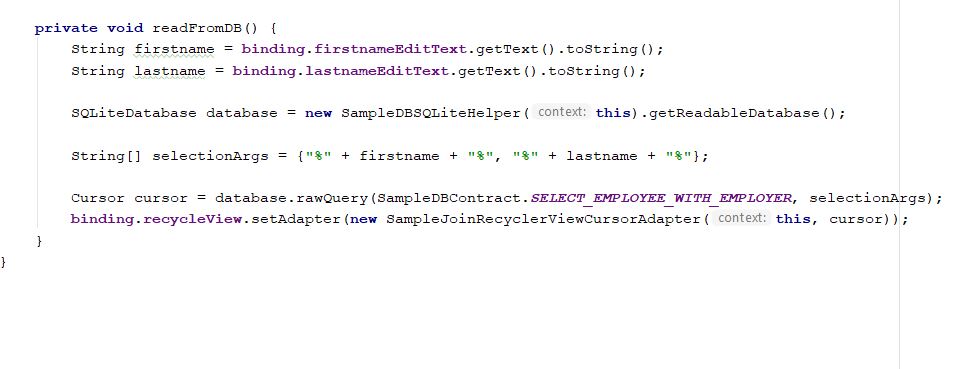 private void readFromDB() {
String firstname = binding.firstnameEditText.getText().toString();
String lastname = binding.lastnameEditText.getText().toString();
SQLiteDatabase database = new SampleDBSQLiteHelper( context: this).getReadableDatabase();
String[] selectionArgs = {"%" + firstname + "%", "%" + lastname + "%"};
Cursor cursor = database.rawQuery(SampleDBContract.SELECT_EMPLOYEE_WITH_EMPLOYER, selectionArgs);
binding.recycleView.setAdapter(new SampleJoinRecyclerViewCursorAdapter( context: this, cursor));
}
}